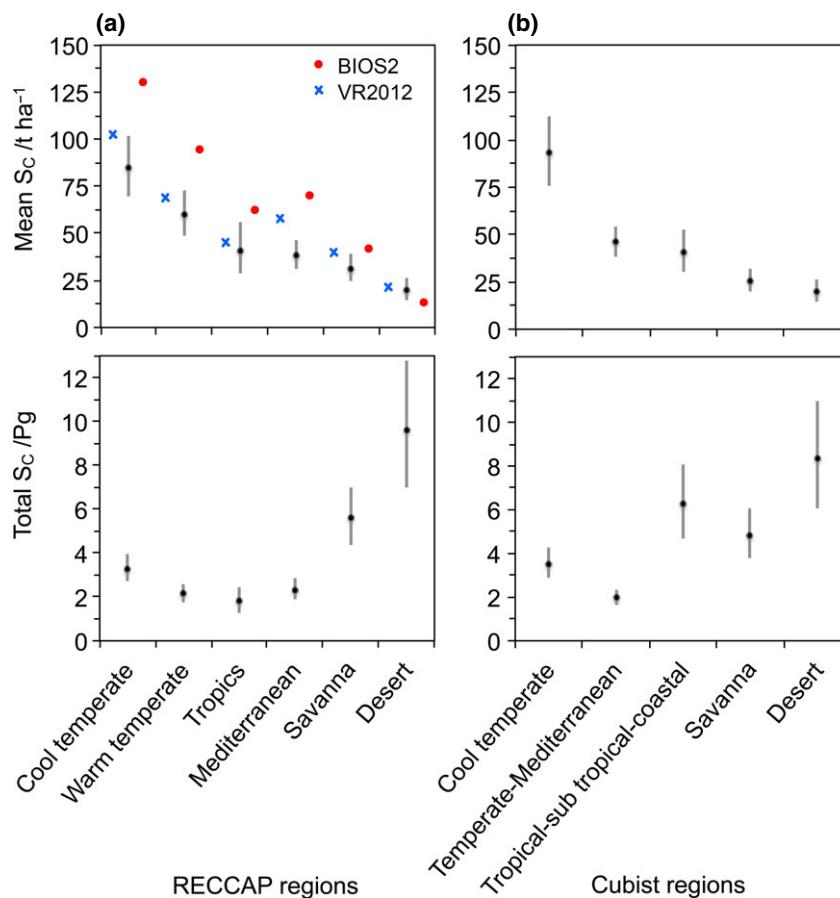 (a)
(b)
Mean SC /t ha⁻¹
150
125
100
75
50
25
0
BIOS2
VR2012
150
125
100
75
50
25
0
Total SC /Pg
12
10
8
6
4
2
0
12
10
8
6
4
2
0
Cool temperate
Warm temperate
Tropics
Mediterranean
Savanna
Desert
Cool temperate
Temperate-Mediterranean
Tropical-sub tropical-coastal
Savanna
Desert
RECCAP regions
Cubist regions